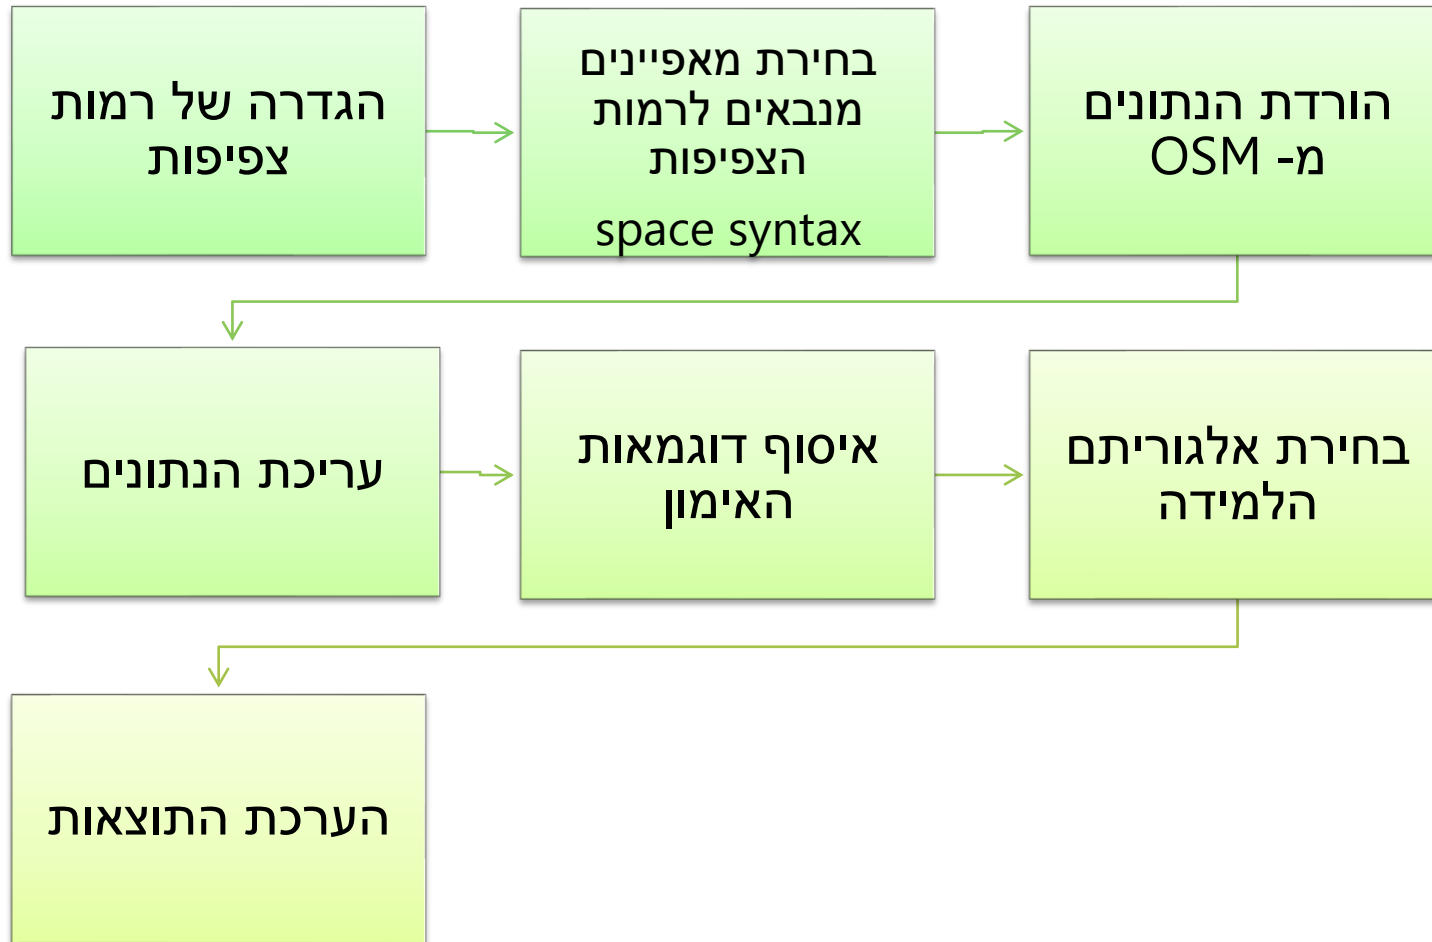 הגדרה של רמות
צפיפות
בחירת מאפיינים
מנבאים לרמות
הצפיפות
space syntax
הורדת הנתונים
מ- OSM
עריכת הנתונים
איסוף דוגמאות
האימון
בחירת אלגוריתם
הלמידה
הערכת התוצאות